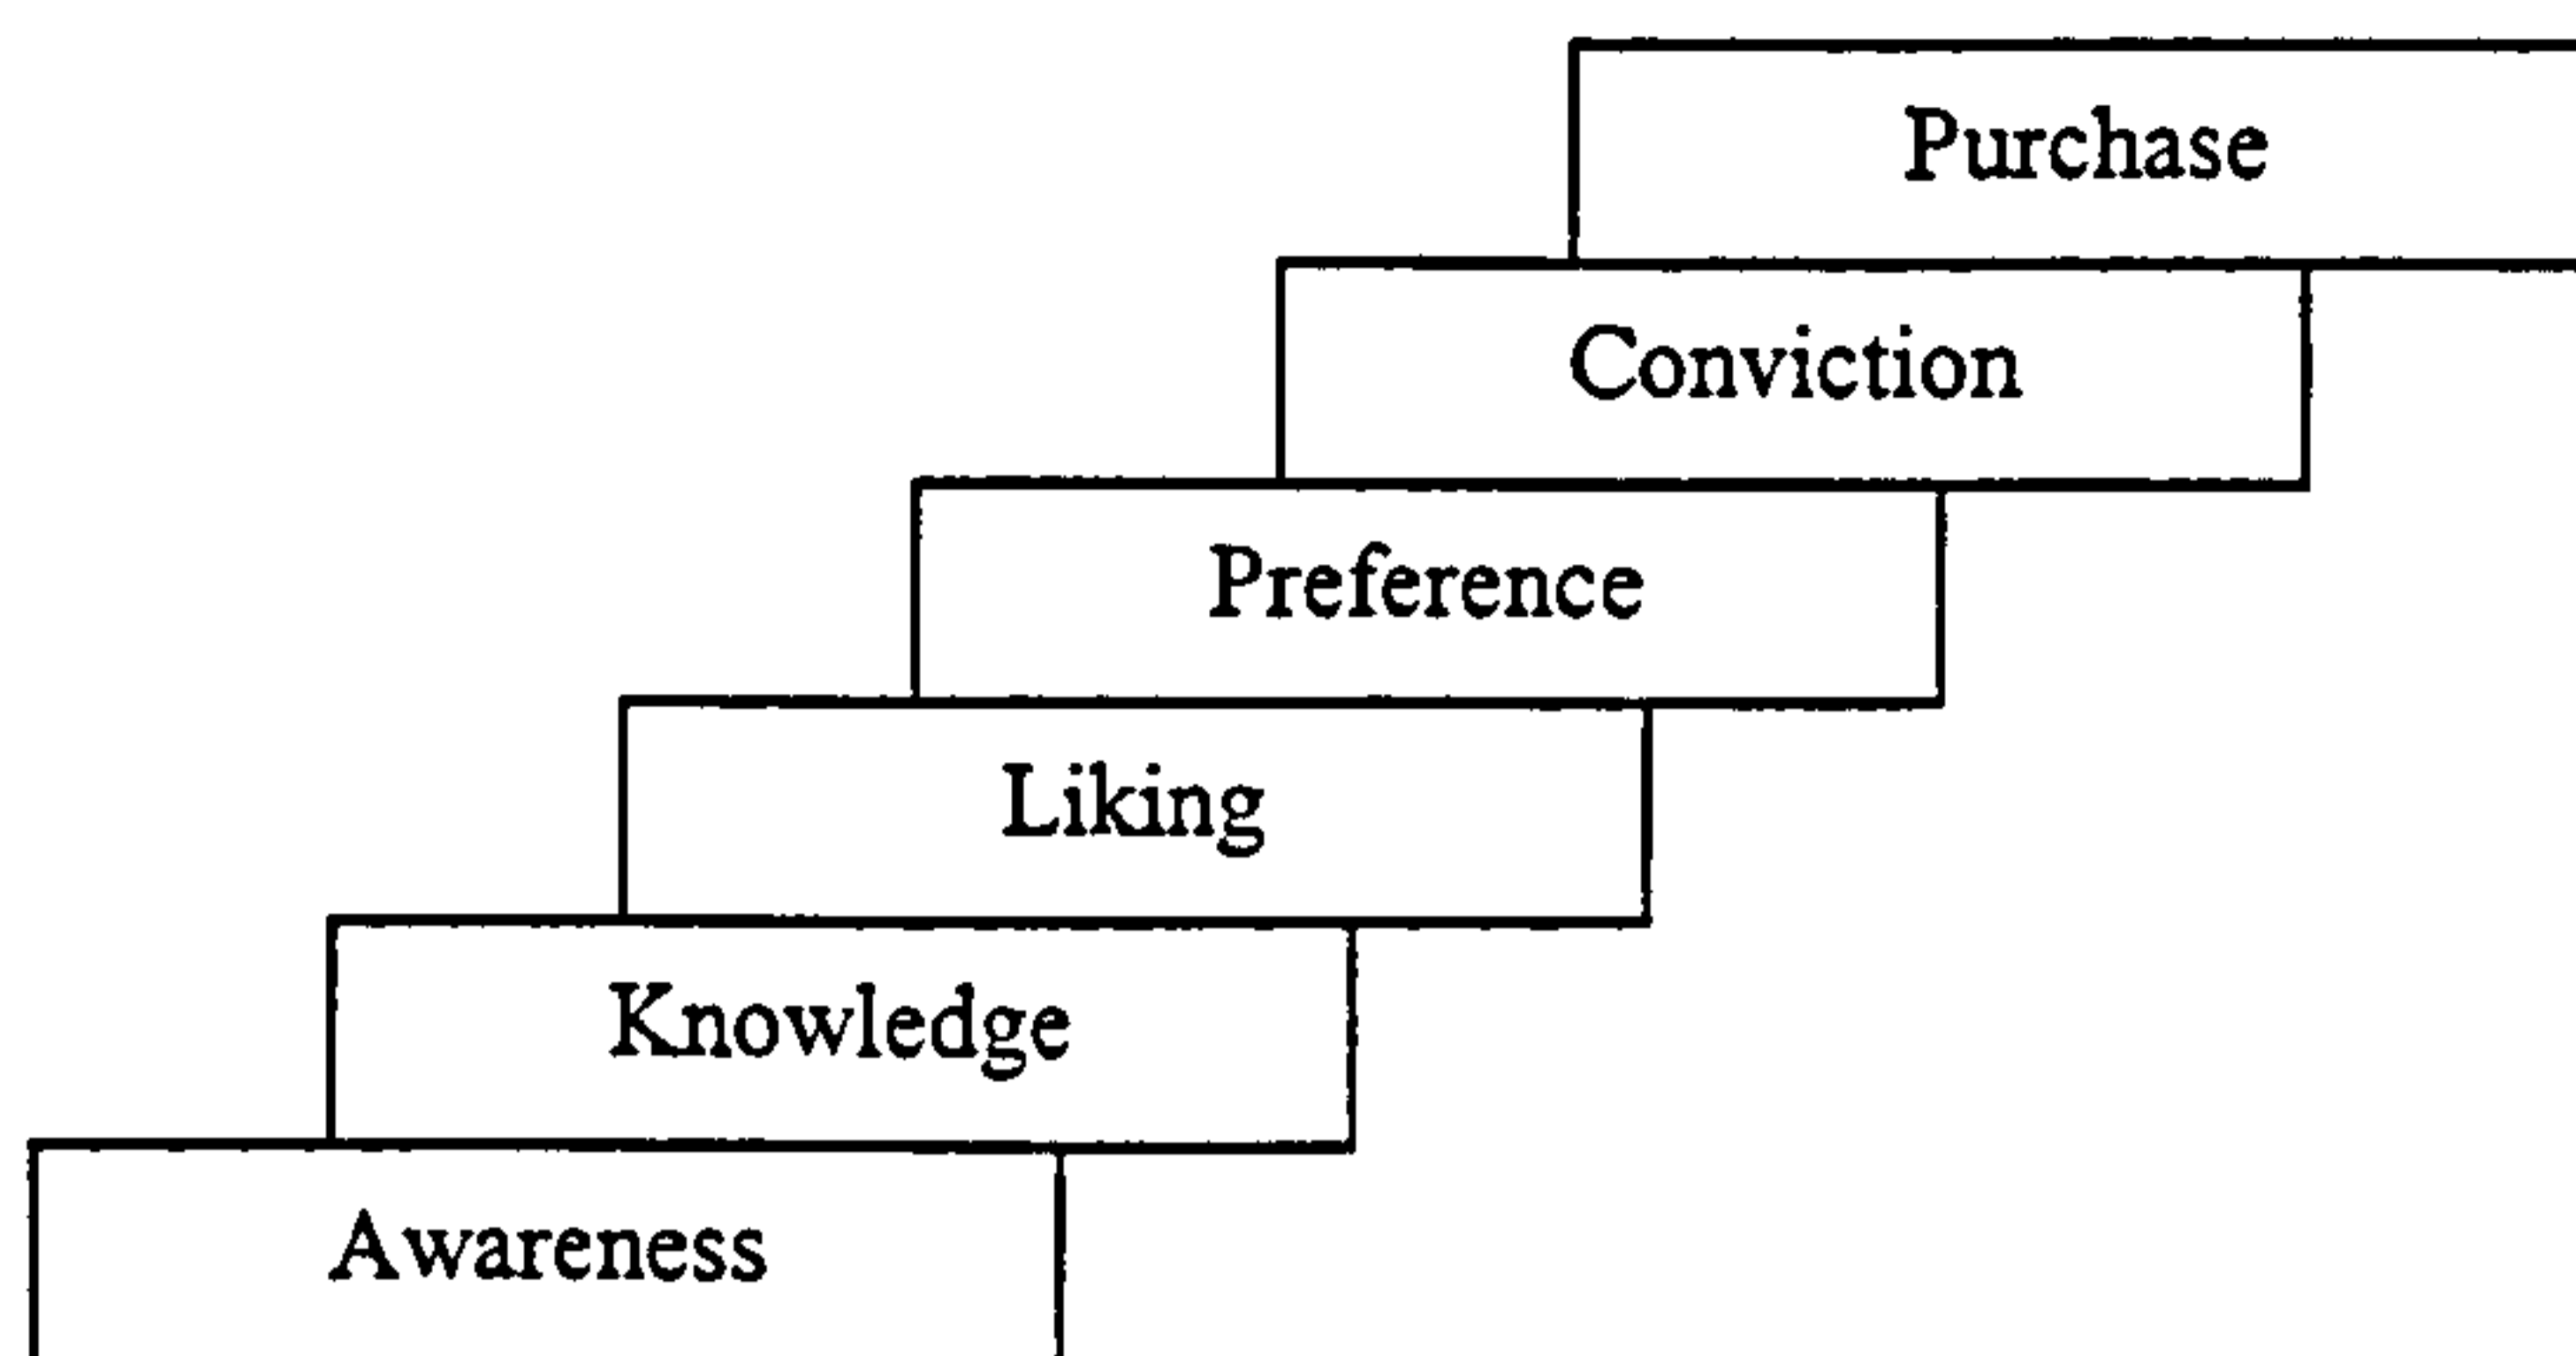 Purchase
Conviction
Preference
Liking
Knowledge
Awareness